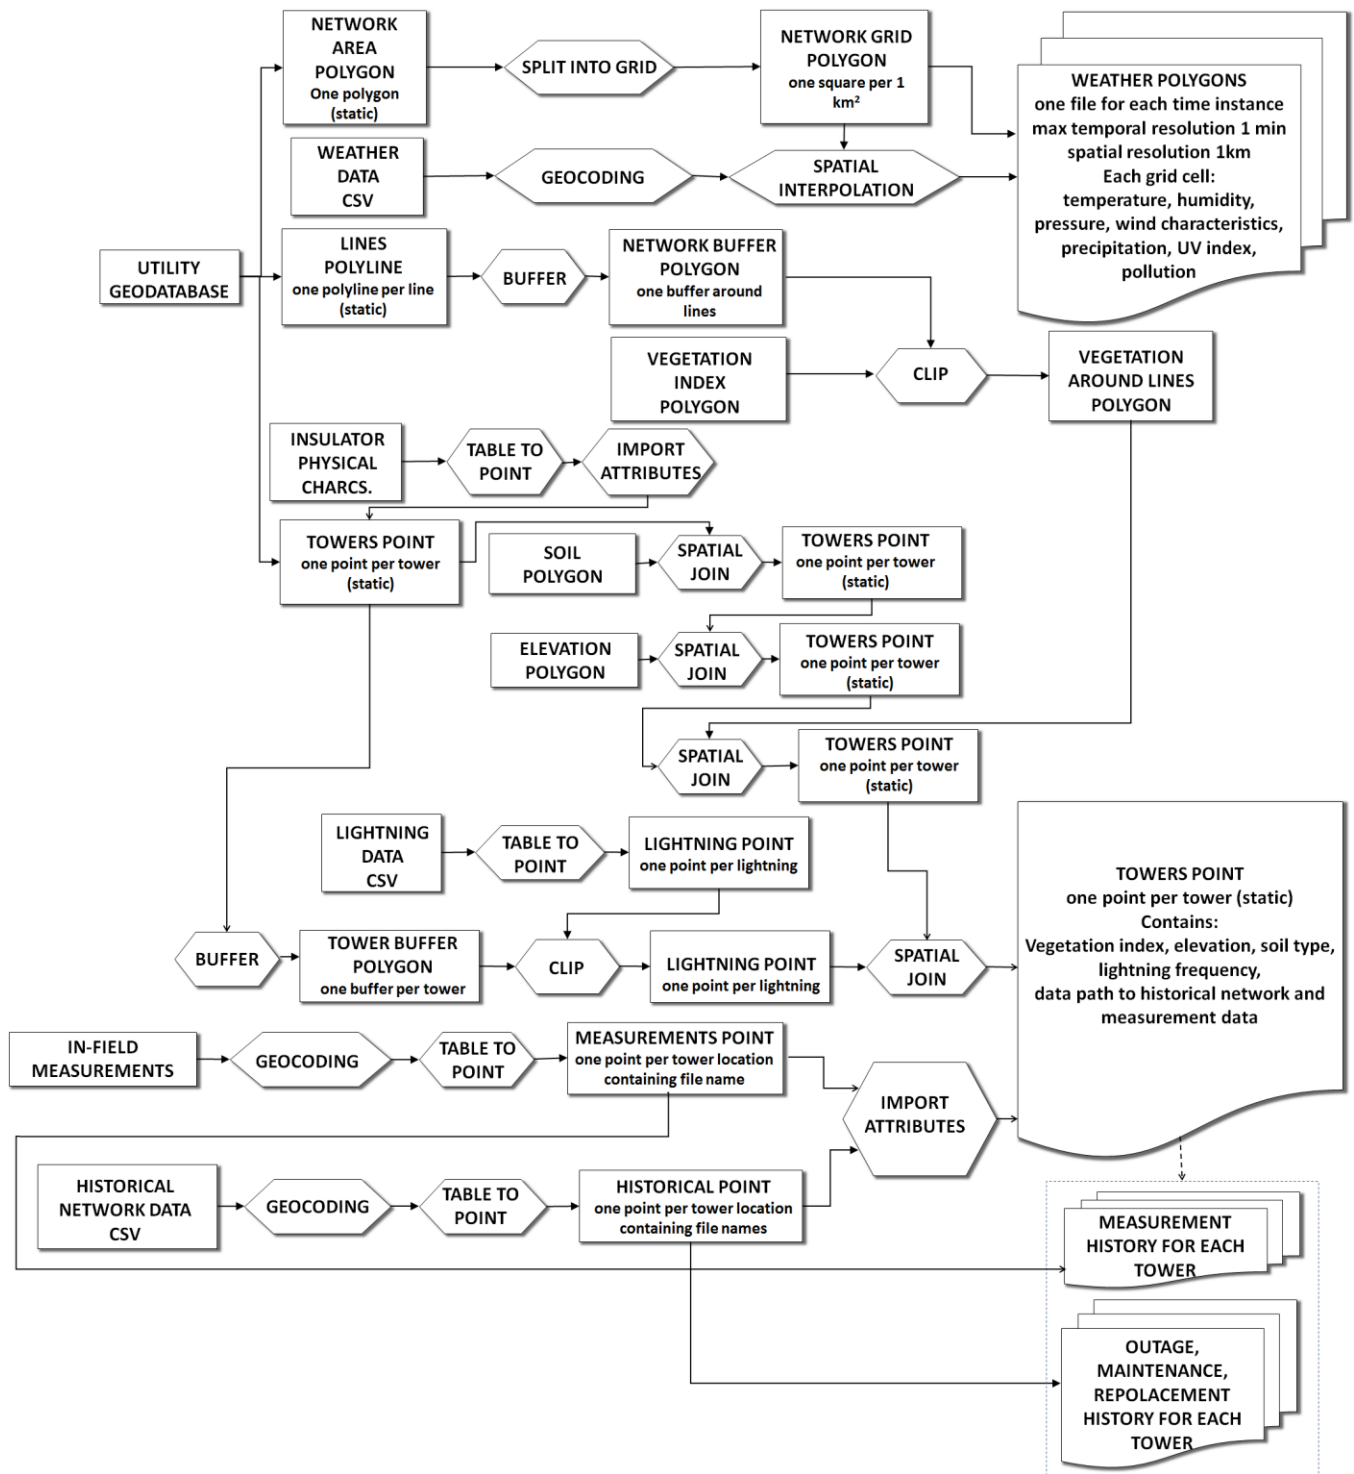 NETWORK
AREA
POLYGON
One polygon
(static)
SPLIT INTO GRID
NETWORK GRID
POLYGON
one square per 1
km²
WEATHER POLYGONS
one file for each time instance
max temporal resolution 1 min
spatial resolution 1km
Each grid cell:
temperature, humidity,
pressure, wind characteristics,
precipitation, UV index,
pollution
WEATHER
DATA
CSV
GEOCODING
SPATIAL
INTERPOLATION
UTILITY
GEODATABASE
LINES
POLYLINE
one polyline per line
(static)
BUFFER
NETWORK BUFFER
POLYGON
one buffer around
lines
VEGETATION
INDEX
POLYGON
CLIP
VEGETATION
AROUND LINES
POLYGON
INSULATOR
PHYSICAL
CHARCS.
TABLE TO
POINT
IMPORT
ATTRIBUTES
TOWERS POINT
one point per tower
(static)
SOIL
POLYGON
SPATIAL
JOIN
TOWERS POINT
one point per tower
(static)
ELEVATION
POLYGON
SPATIAL
JOIN
TOWERS POINT
one point per tower
(static)
SPATIAL
JOIN
TOWERS POINT
one point per tower
(static)
LIGHTNING
DATA
CSV
TABLE TO
POINT
LIGHTNING POINT
one point per lightning
BUFFER
TOWER BUFFER
POLYGON
one buffer per tower
CLIP
LIGHTNING POINT
one point per lightning
SPATIAL
JOIN
TOWERS POINT
one point per tower (static)
Contains:
Vegetation index, elevation, soil type,
lightning frequency,
data path to historical network and
measurement data
IN-FIELD
MEASUREMENTS
GEOCODING
TABLE TO
POINT
MEASUREMENTS POINT
one point per tower location
containing file name
IMPORT
ATTRIBUTES
HISTORICAL
NETWORK DATA
CSV
GEOCODING
TABLE TO
POINT
HISTORICAL POINT
one point per tower location
containing file names
MEASUREMENT
HISTORY FOR EACH
TOWER
OUTAGE,
MAINTENANCE,
REPOLACEMENT
HISTORY FOR EACH
TOWER